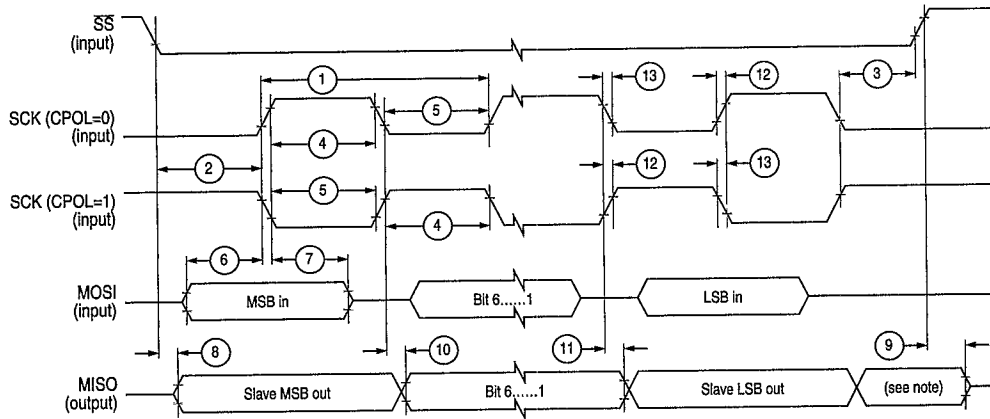 SS
(input)
13
12
1
3
5
SCK (CPOL=0)
(input)
4
2
12
13
5
SCK (CPOL=1)
(input)
4
6
7
MOSI
(input)
MSB in
Bit 6......1
LSB in
8
10
11
9
MISO
(output)
Slave MSB out
Bit 6......1
Slave LSB out
(see note)